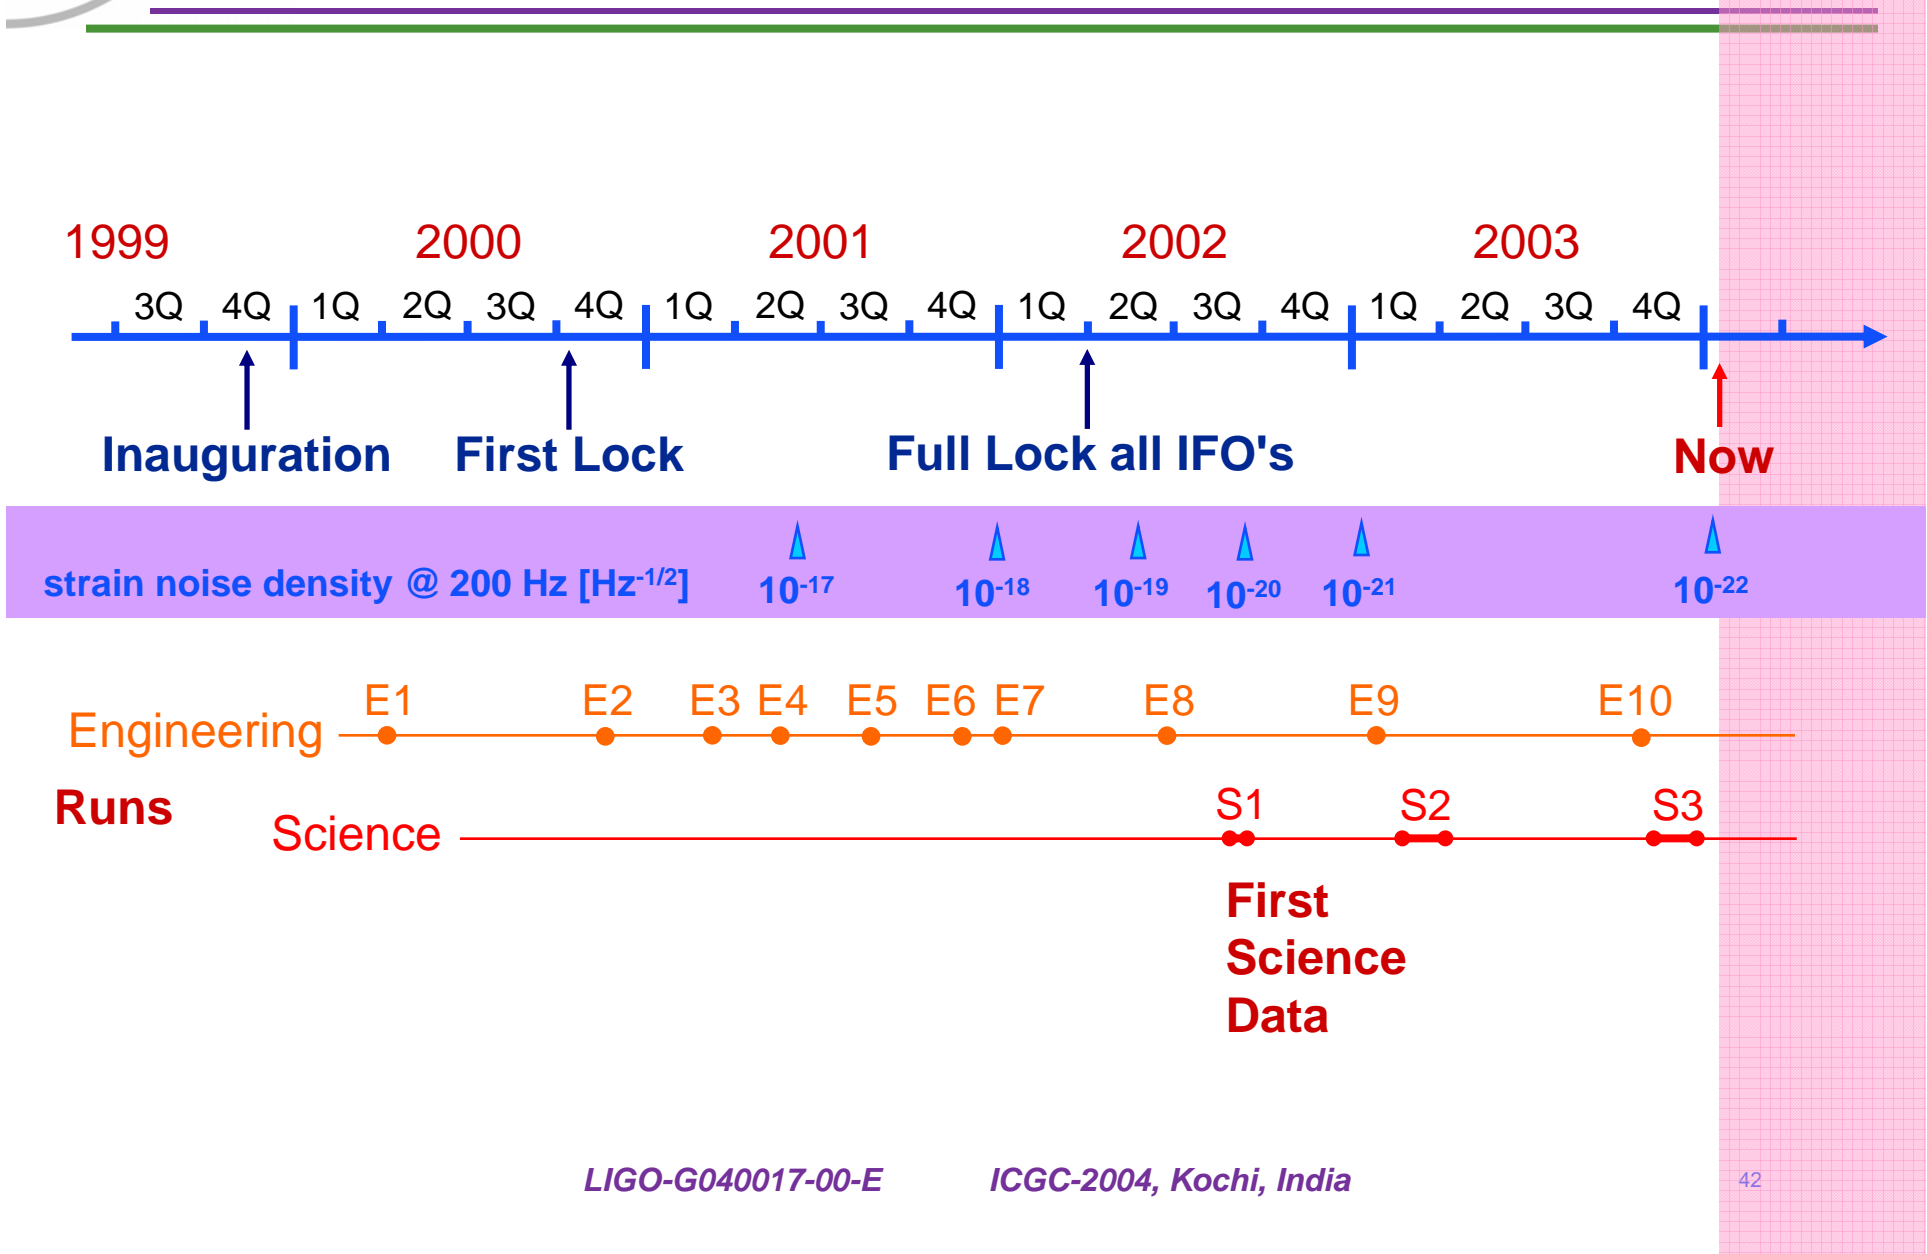 1999 2000 2001 2002 2003
3Q 4Q 1Q 2Q 3Q 4Q 1Q 2Q 3Q 4Q 1Q 2Q 3Q 4Q 1Q 2Q 3Q 4Q
Inauguration First Lock Full Lock all IFO's Now
strain noise density @ 200 Hz [Hz⁻¹/²] 10⁻¹⁷ 10⁻¹⁸ 10⁻¹⁹ 10⁻²⁰ 10⁻²¹ 10⁻²²
E1 E2 E3 E4 E5 E6 E7 E8 E9 E10
Engineering
Runs
S1 S2 S3
Science
First
Science
Data
LIGO-G040017-00-E ICGC-2004, Kochi, India 42